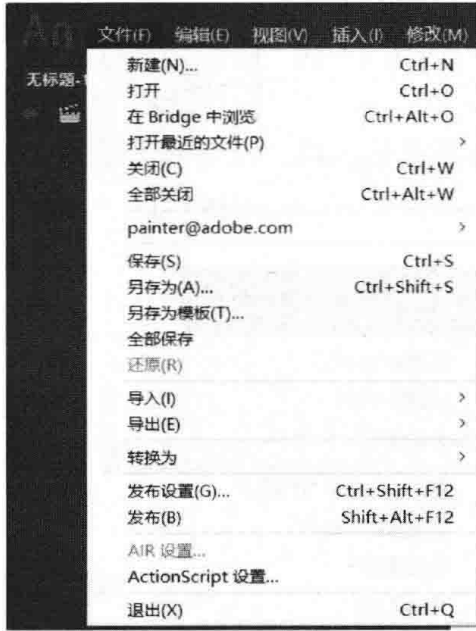 An 文件(F) 编辑(E) 视图(V) 插入(I) 修改(M)
无标题-1
新建(N)... Ctrl+N
打开 Ctrl+O
在 Bridge 中浏览 Ctrl+Alt+O
打开最近的文件(P) >
关闭(C) Ctrl+W
全部关闭 Ctrl+Alt+W
painter@adobe.com >
保存(S) Ctrl+S
另存为(A)... Ctrl+Shift+S
另存为模板(T)...
全部保存
还原(R)
导入(I) >
导出(E) >
转换为 >
发布设置(G)... Ctrl+Shift+F12
发布(B) Shift+Alt+F12
AIR 设置...
ActionScript 设置...
退出(X) Ctrl+Q